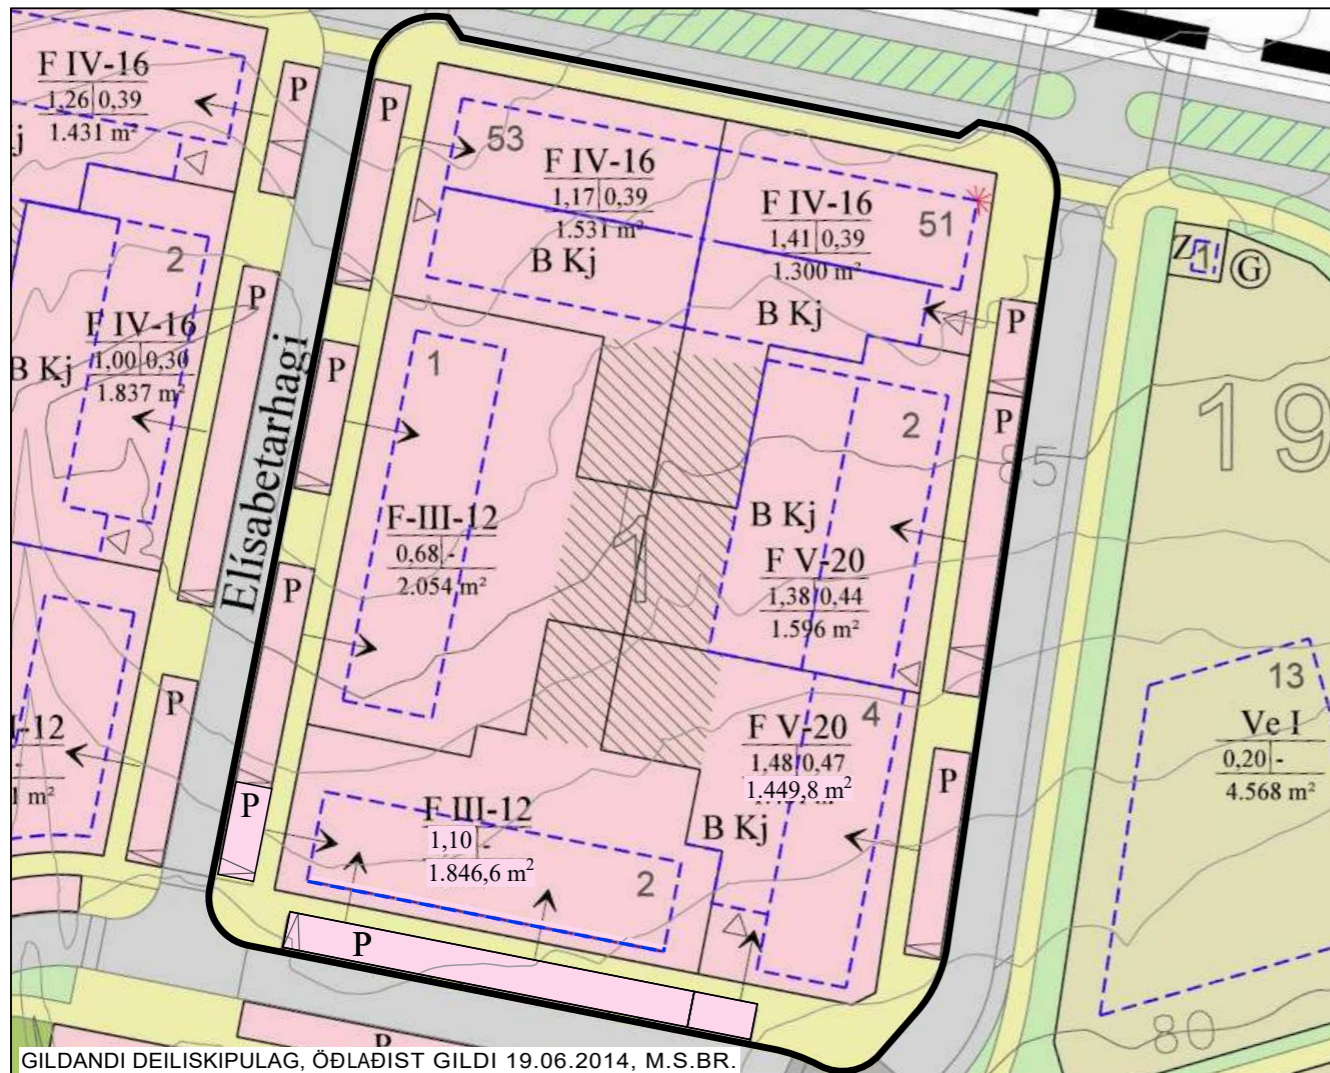 F IV-16
1,26 0,39
1.431 m²
P
P
53
F IV-16
1,17 0,39
1.531 m²
B Kj
F IV-16
1,41 0,39
1.300 m²
51
B Kj
Z
1
G
j
2
P
F IV-16
1,00 0,30
1.837 m²
B Kj
Elísabetarhagi
P
1
P
P
2
85
19
F-III-12
0,68 -
2.054 m²
1
B Kj
F V-20
1,38 0,44
1.596 m²
P
13
Ve I
0,20 -
4.568 m²
I-12
-
1 m²
P
4
F V-20
1,48 0,47
1.449,8 m²
B Kj
P
P
F III-12
1,10 -
1.846,6 m²
2
P
80
P
GILDANDI DEILISKIPULAG, ÖÐLAÐIST GILDI 19.06.2014, M.S.BR.